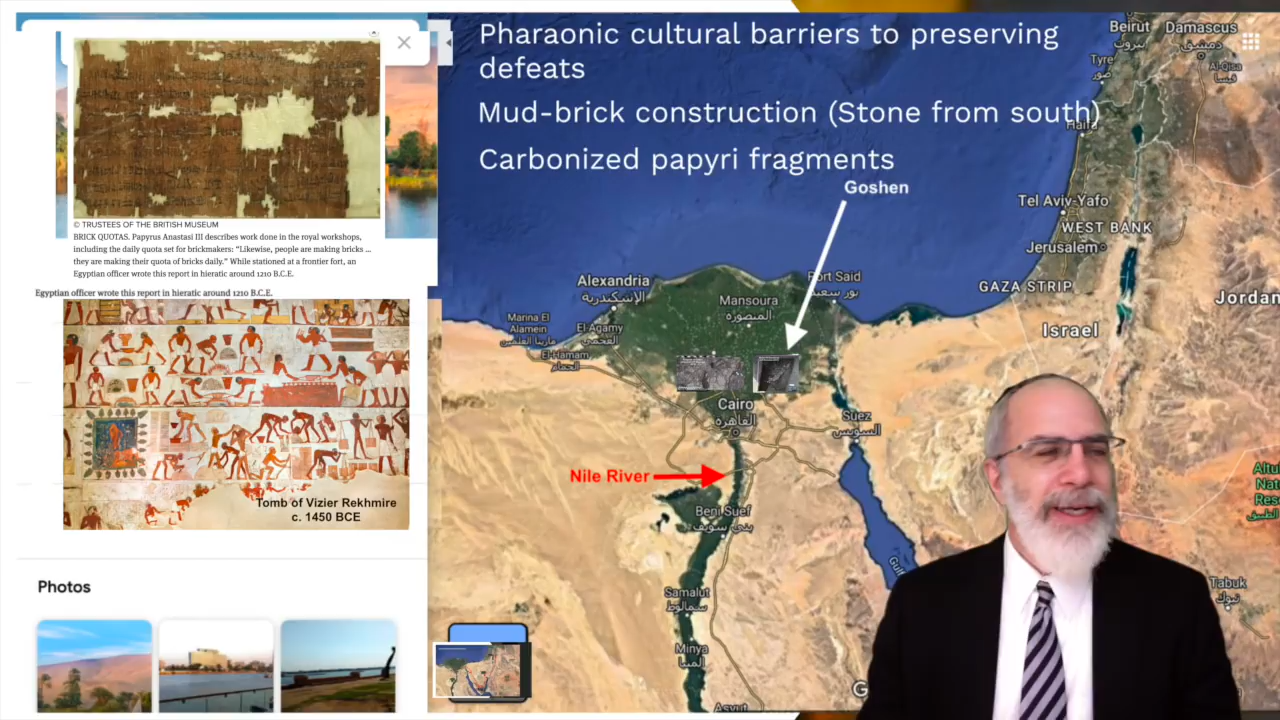 Pharaonic cultural barriers to preserving
defeats
Mud-brick construction (Stone from south)
Carbonized papyri fragments
Goshen
© TRUSTEES OF THE BRITISH MUSEUM
BRICK QUOTAS. Papyrus Anastasi III describes work done in the royal workshops,
including the daily quota set for brickmakers: “Likewise, people are making bricks ...
they are making their quota of bricks daily.” While stationed at a frontier fort, an
Egyptian officer wrote this report in hieratic around 1210 B.C.E.
Egyptian officer wrote this report in hieratic around 1210 B.C.E.
Tomb of Vizier Rekhmire
c. 1450 BCE
Photos
Beirut
بيروت
Damascus
دمشق
Tyre
صور
Haifa
Tel Aviv-Yafo
WEST BANK
Jerusalem
GAZA STRIP
Israel
Jordan
Alexandria
الإسكندرية
Port Said
بور سعيد
Mansoura
المنصورة
Marina El
Alamein
مارينا العلمين
El Agamy
العجمي
El Hamam
الحمام
Cairo
القاهرة
Suez
السويس
Nile River
Beni Suef
بني سويف
Samalut
سمالوط
Minya
المنيا
Asyut
Gulf
Tabuk
تبوك
G